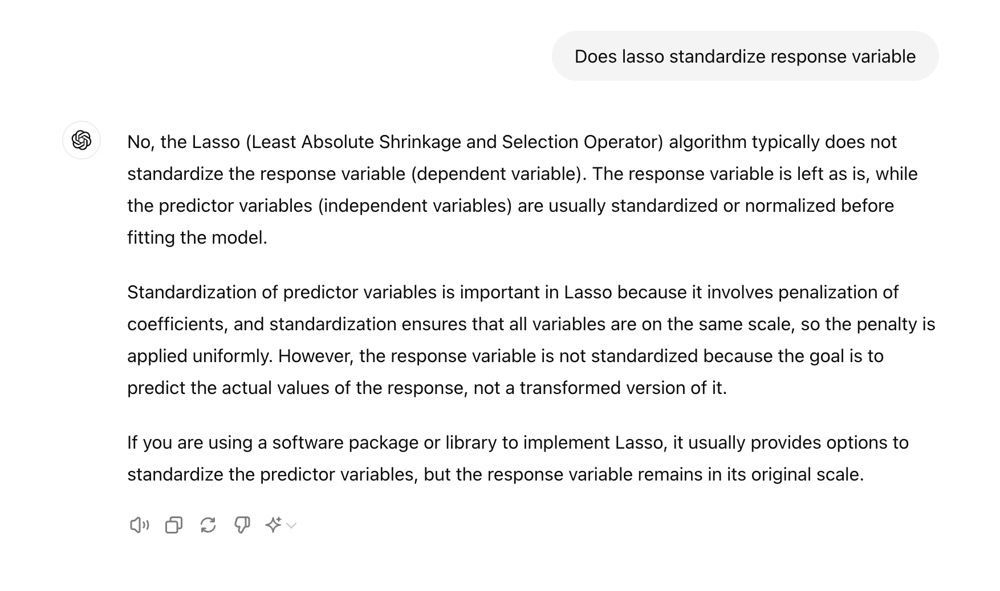 Does lasso standardize response variable
No, the Lasso (Least Absolute Shrinkage and Selection Operator) algorithm typically does not
standardize the response variable (dependent variable). The response variable is left as is, while
the predictor variables (independent variables) are usually standardized or normalized before
fitting the model.
Standardization of predictor variables is important in Lasso because it involves penalization of
coefficients, and standardization ensures that all variables are on the same scale, so the penalty is
applied uniformly. However, the response variable is not standardized because the goal is to
predict the actual values of the response, not a transformed version of it.
If you are using a software package or library to implement Lasso, it usually provides options to
standardize the predictor variables, but the response variable remains in its original scale.